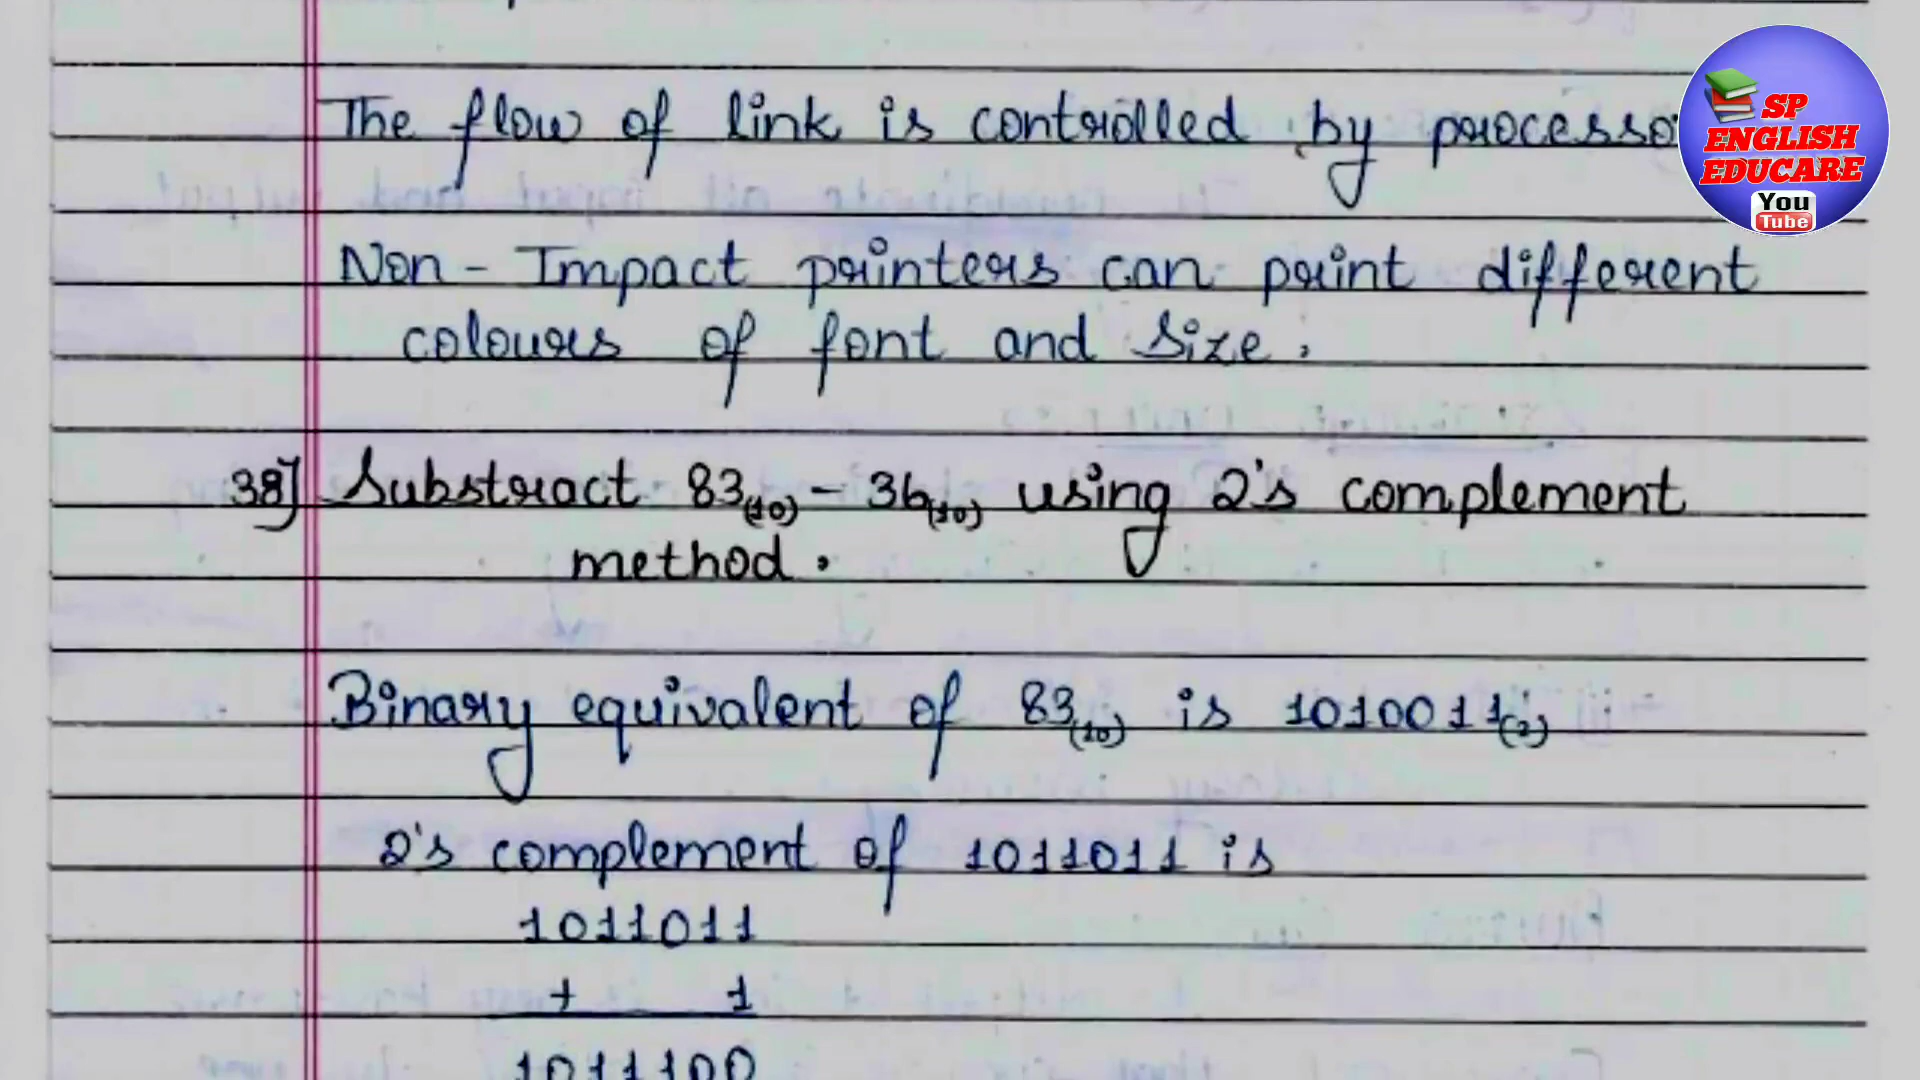 The flow of link is controlled by processo
SP
ENGLISH
EDUCARE
You
Tube
Non-Impact printers can print different
colours of font and size.
38] Substract 83(10) - 36(10) using 2's complement
method.
Binary equivalent of 83(10) is 1010011(2)
2's complement of 1011011 is
1011011
+ 1
1011100